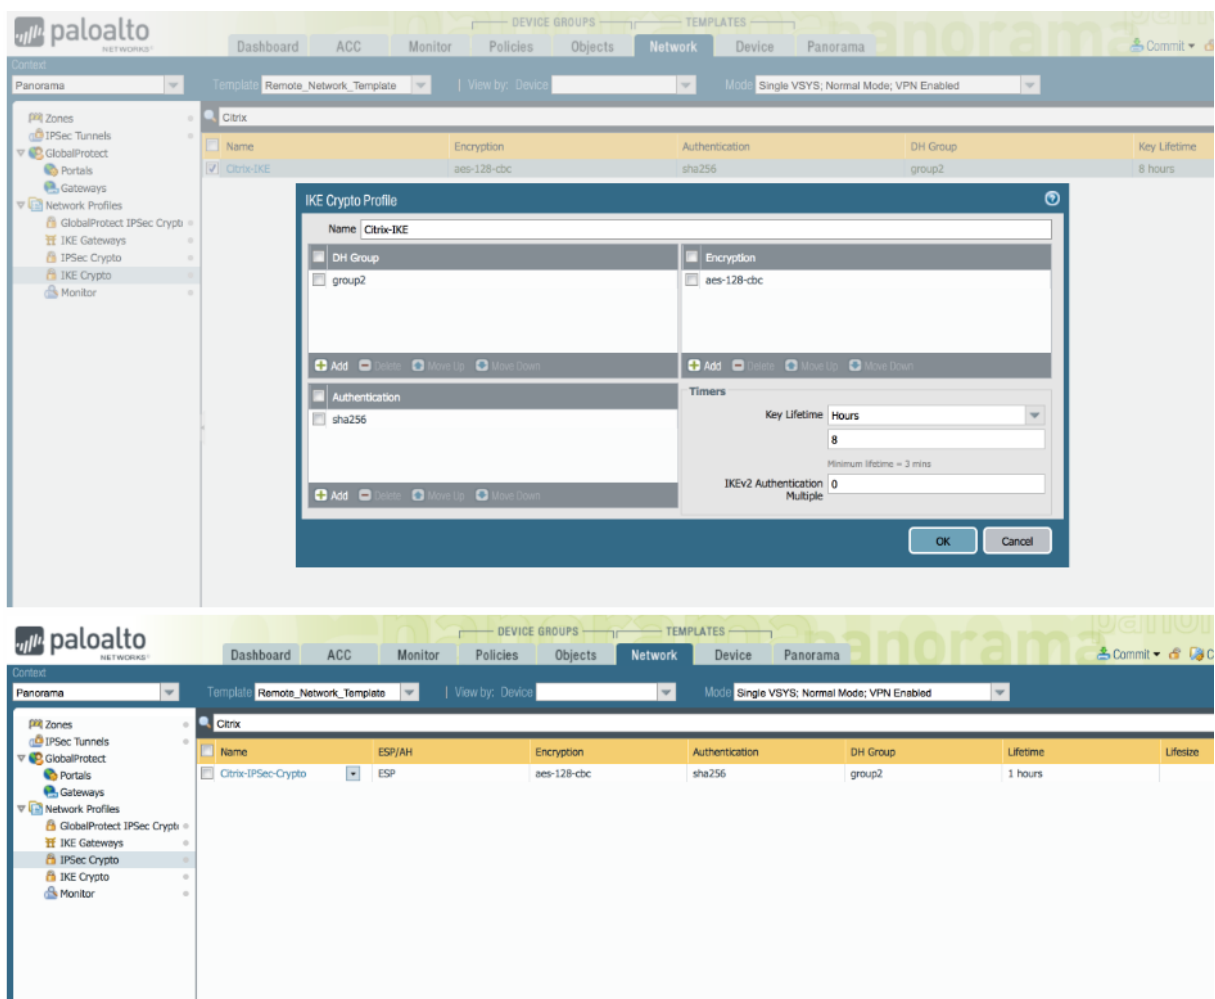 paloalto
NETWORKS
DEVICE GROUPS TEMPLATES
Dashboard ACC Monitor Policies Objects Network Device Panorama
Commit
Context
Panorama Template Remote_Network_Template View by: Device Mode Single VSYS; Normal Mode; VPN Enabled
Zones
IPSec Tunnels
GlobalProtect
Portals
Gateways
Network Profiles
GlobalProtect IPSec Crypt
IKE Gateways
IPSec Crypto
IKE Crypto
Monitor
Citrix
Name Encryption Authentication DH Group Key Lifetime
Citrix-IKE aes-128-cbc sha256 group2 8 hours
IKE Crypto Profile
Name Citrix-IKE
DH Group
group2
Add Delete Move Up Move Down
Encryption
aes-128-cbc
Add Delete Move Up Move Down
Authentication
sha256
Add Delete Move Up Move Down
Timers
Key Lifetime Hours
8
Minimum lifetime = 3 mins
IKEv2 Authentication Multiple 0
OK Cancel
paloalto
NETWORKS
DEVICE GROUPS TEMPLATES
Dashboard ACC Monitor Policies Objects Network Device Panorama
Commit
Context
Panorama Template Remote_Network_Template View by: Device Mode Single VSYS; Normal Mode; VPN Enabled
Zones
IPSec Tunnels
GlobalProtect
Portals
Gateways
Network Profiles
GlobalProtect IPSec Crypt
IKE Gateways
IPSec Crypto
IKE Crypto
Monitor
Citrix
Name ESP/AH Encryption Authentication DH Group Lifetime Lifesize
Citrix-IPSec-Crypto ESP aes-128-cbc sha256 group2 1 hours